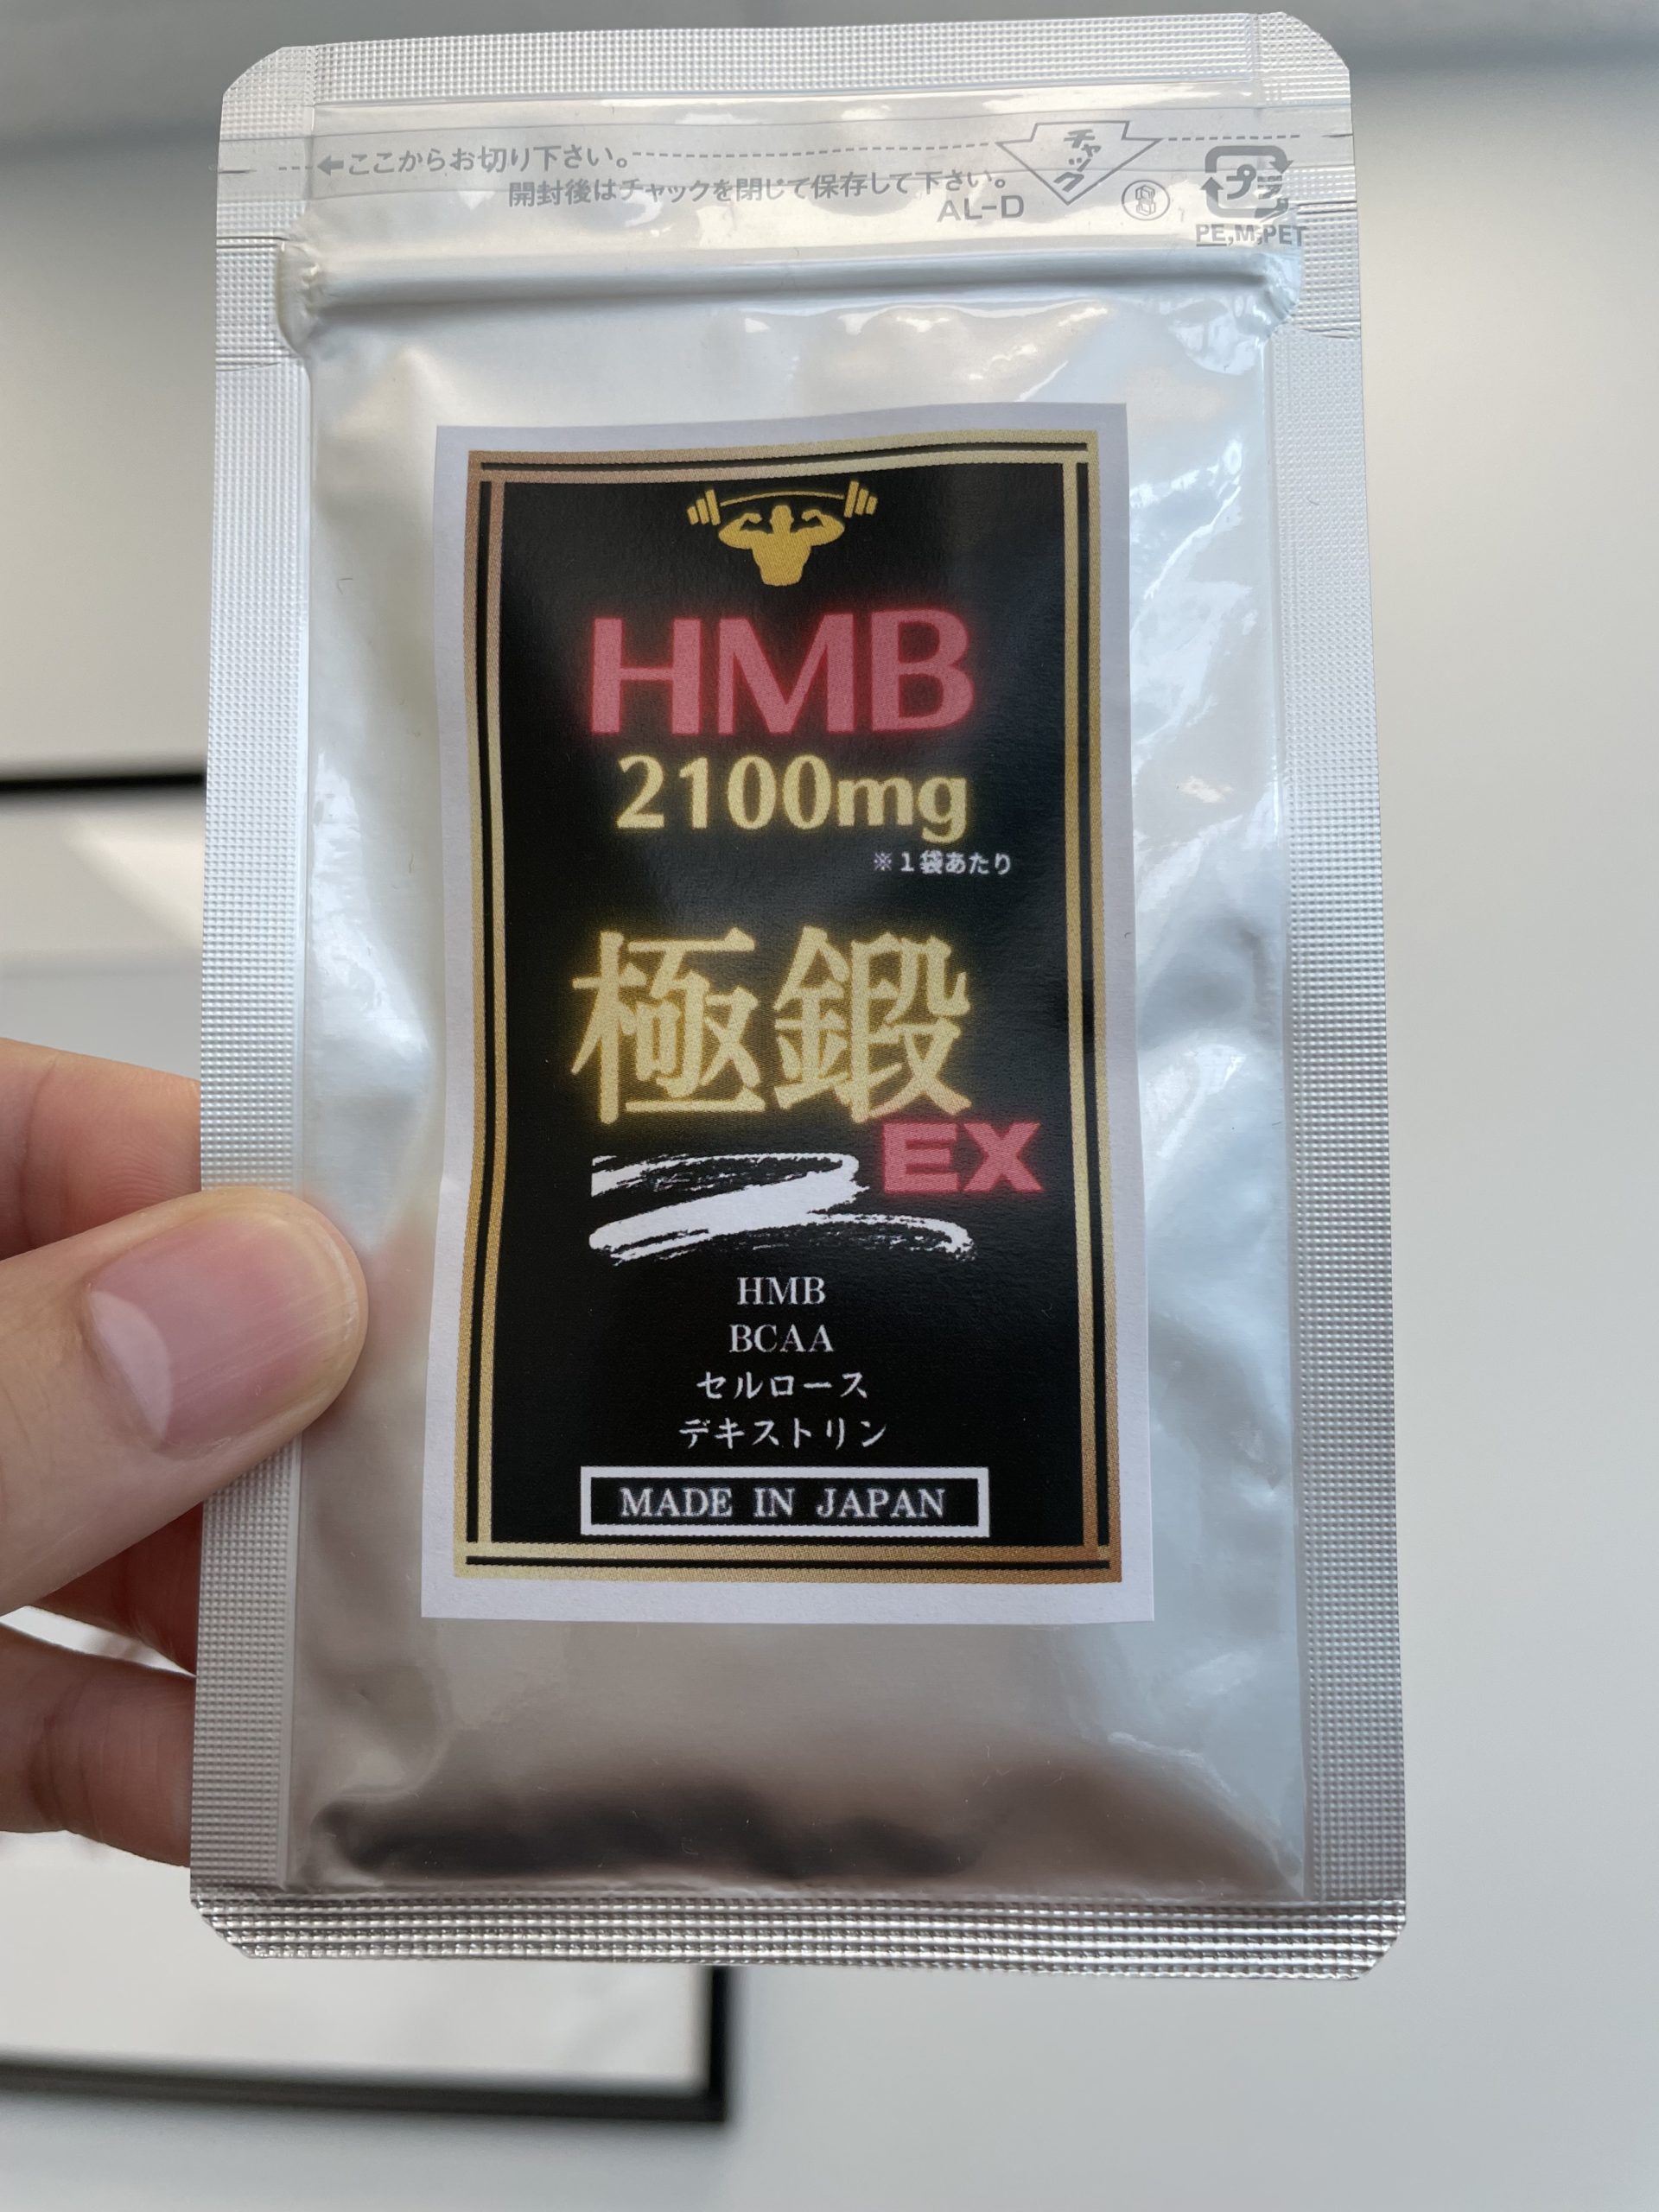 ←ここからお切り下さい。
チャック
開封後はチャックを閉じて保存して下さい。
AL-D
プラ
PE,M,PET
HMB
2100mg
※1袋あたり
極鍛
EX
HMB
BCAA
セルロース
デキストリン
MADE IN JAPAN